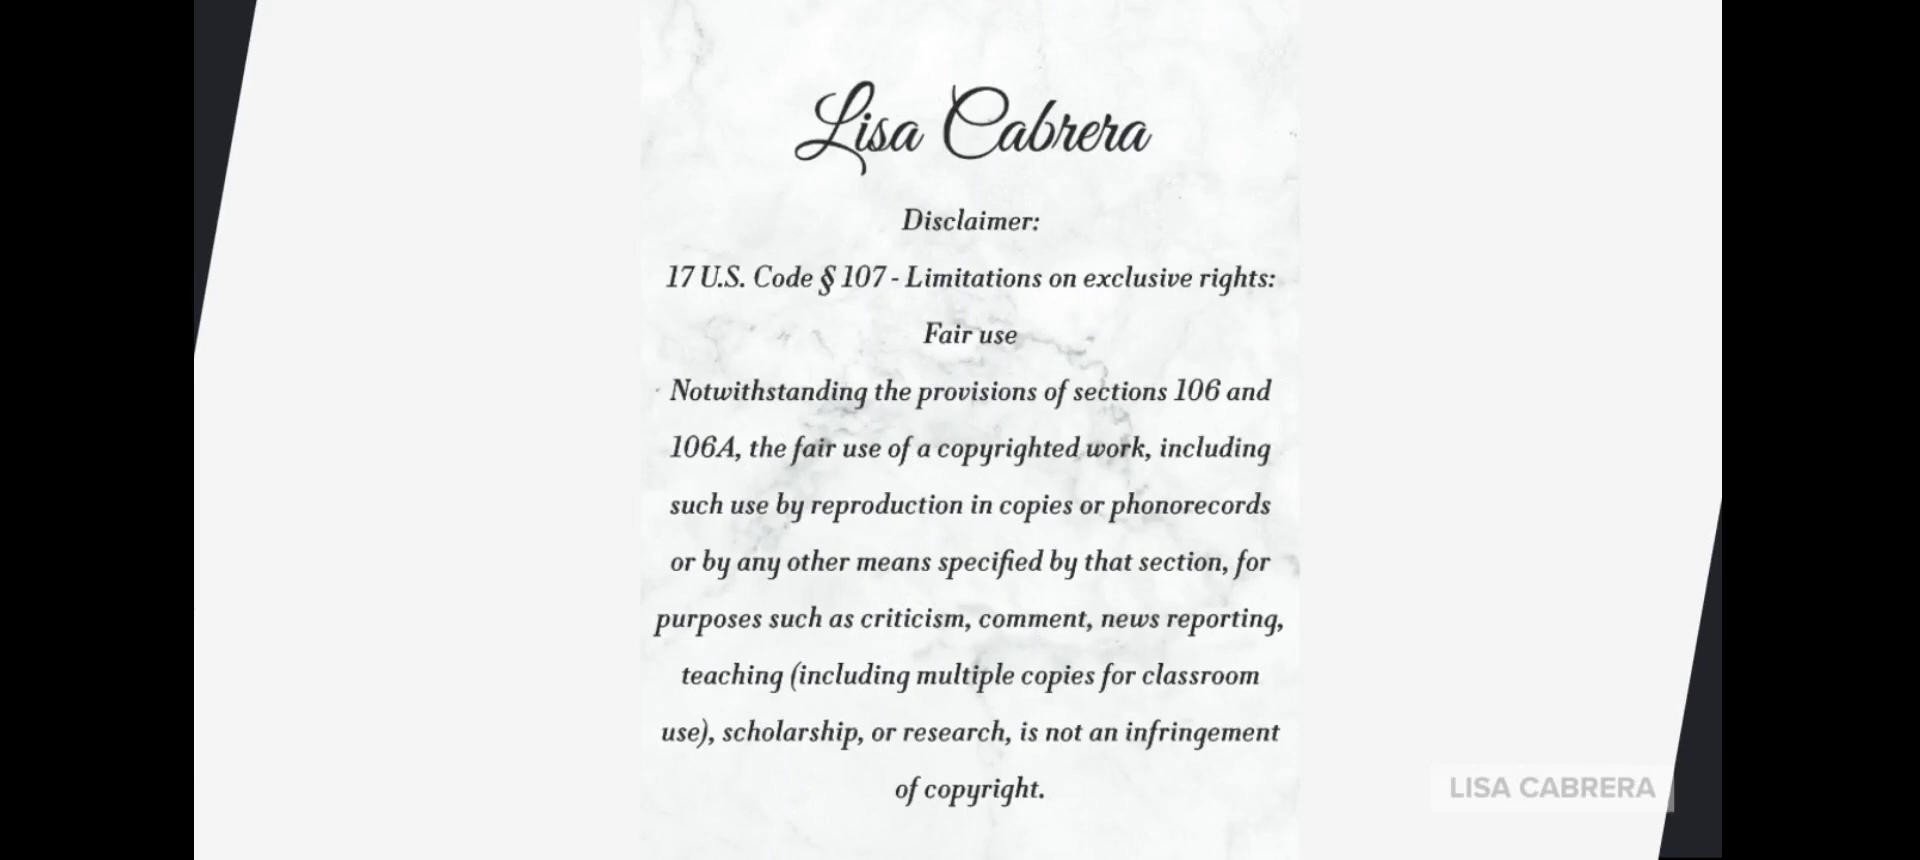 Lisa Cabrera
Disclaimer:
17 U.S. Code § 107 - Limitations on exclusive rights:
Fair use
Notwithstanding the provisions of sections 106 and
106A, the fair use of a copyrighted work, including
such use by reproduction in copies or phonorecords
or by any other means specified by that section, for
purposes such as criticism, comment, news reporting,
teaching (including multiple copies for classroom
use), scholarship, or research, is not an infringement
of copyright.
LISA CABRERA